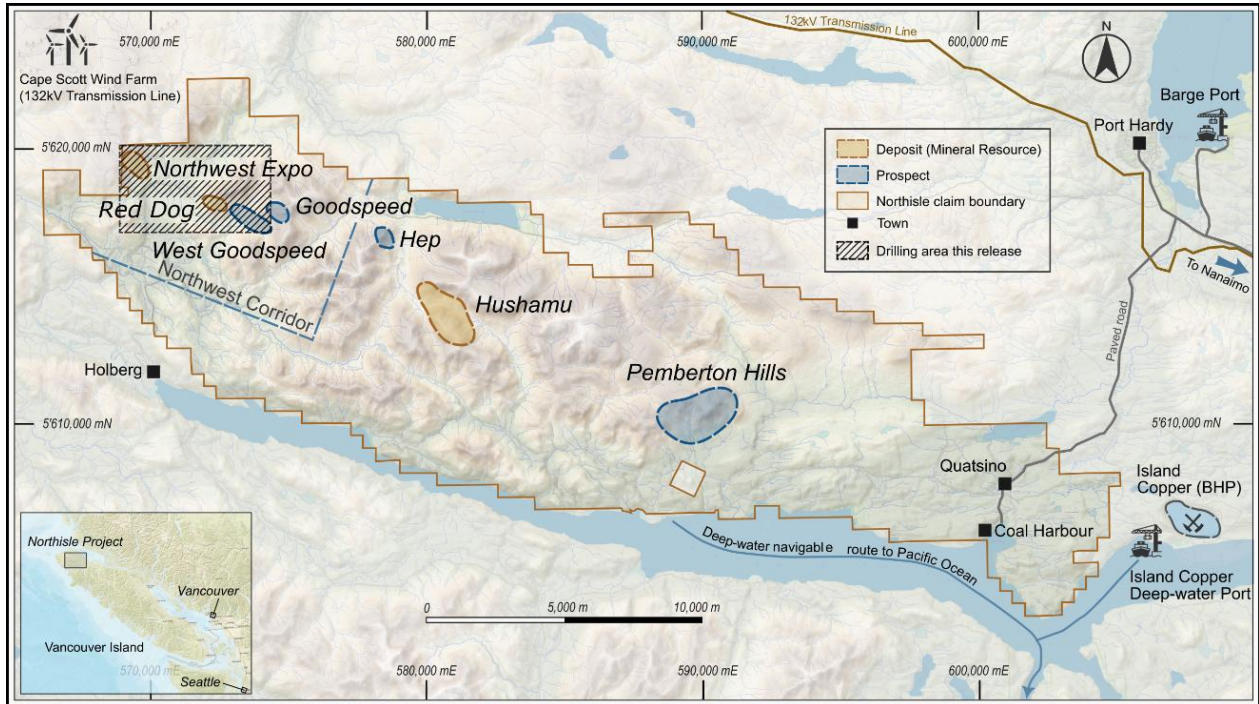 570,000 mE
580,000 mE
590,000 mE
600,000 mE
132kV Transmission Line
N
Cape Scott Wind Farm
(132kV Transmission Line)
Barge Port
Port Hardy
5'620,000 mN
Northwest Expo
Red Dog
Goodspeed
West Goodspeed
Hep
Northwest Corridor
Hushamu
Deposit (Mineral Resource)
Prospect
Northisle claim boundary
Town
Drilling area this release
To Nanaimo
Paved road
Holberg
Pemberton Hills
5'610,000 mN
5'610,000 mN
Quatsino
Island
Copper (BHP)
Coal Harbour
Deep-water navigable route to Pacific Ocean
Island Copper
Deep-water Port
Northisle Project
Vancouver
Vancouver Island
Seattle
0
5,000 m
10,000 m
570,000 mE
580,000 mE
590,000 mE
600,000 mE